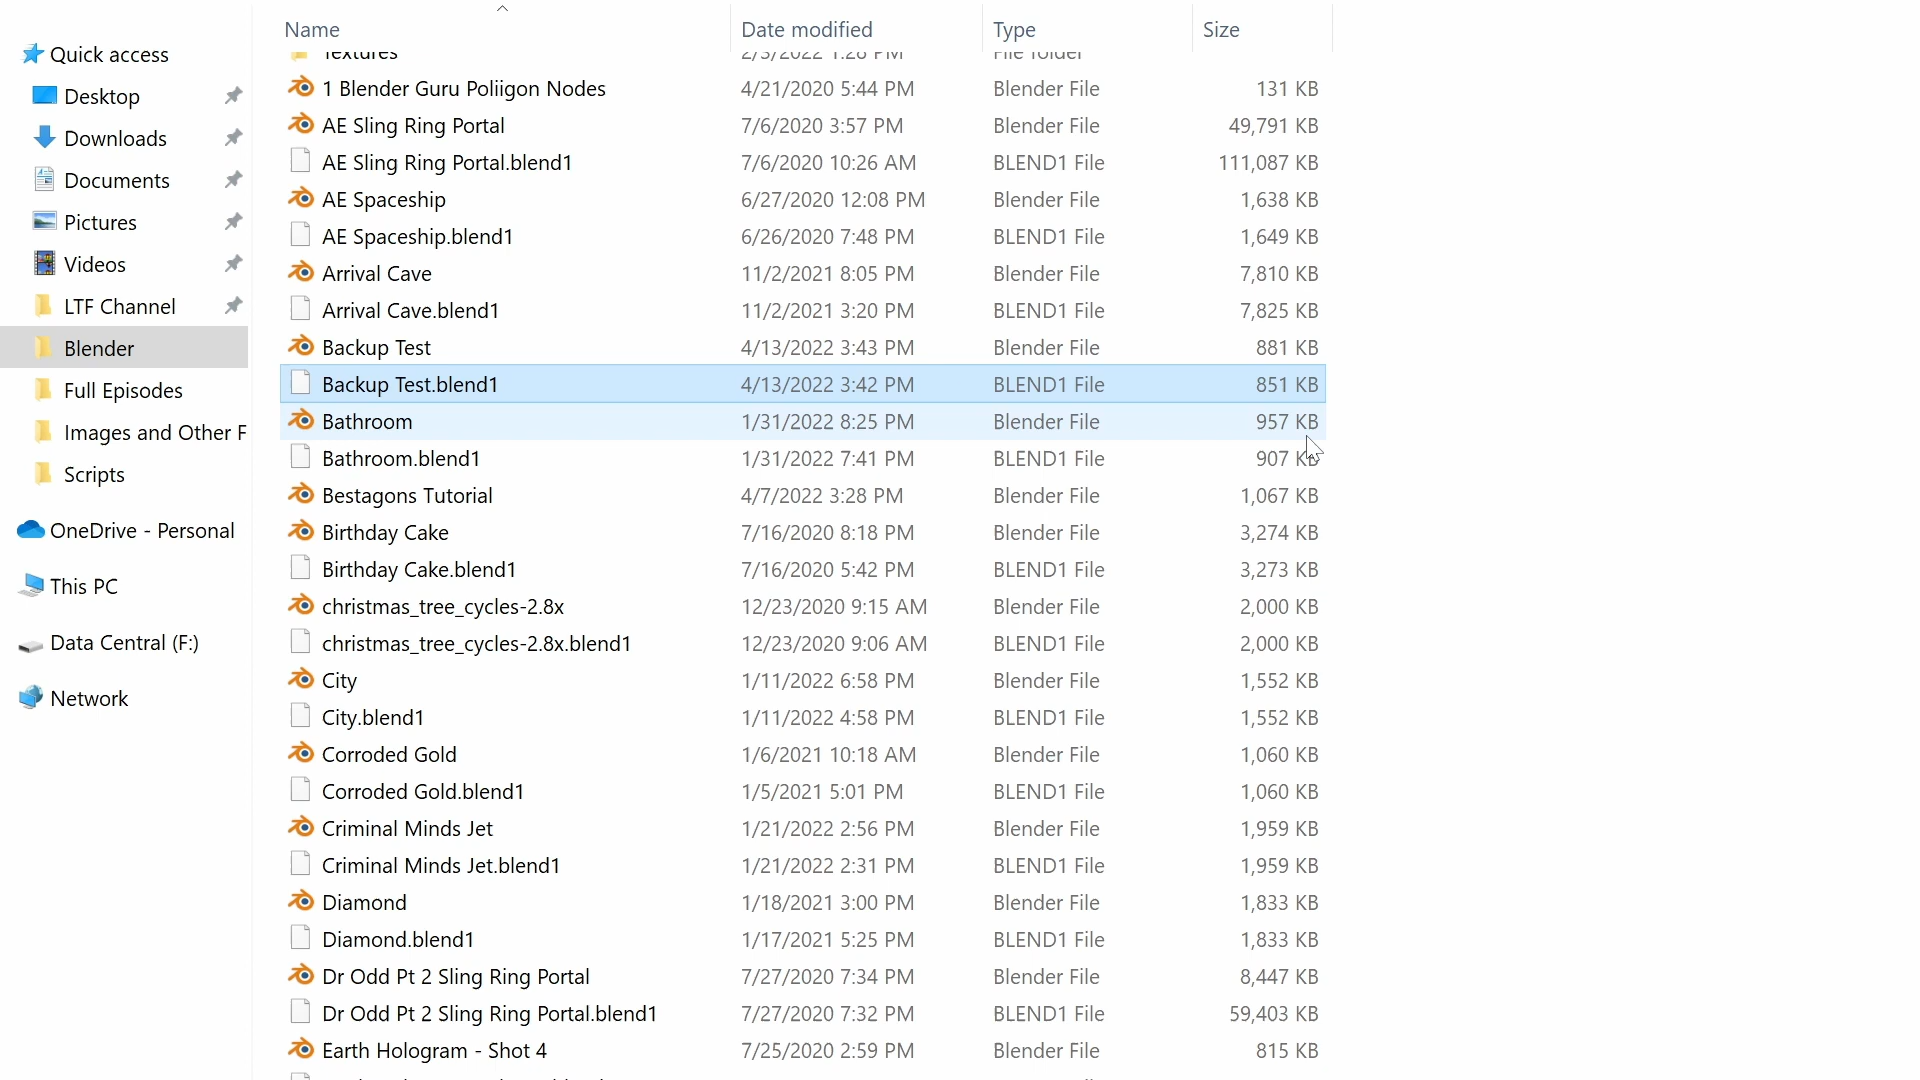 Name Date modified Type Size
Quick access
Desktop
Downloads
Documents
Pictures
Videos
LTF Channel
Blender
Full Episodes
Images and Other F
Scripts
OneDrive - Personal
This PC
Data Central (F:)
Network
Textures 2/3/2022 1:28 PM File folder
1 Blender Guru Poliigon Nodes 4/21/2020 5:44 PM Blender File 131 KB
AE Sling Ring Portal 7/6/2020 3:57 PM Blender File 49,791 KB
AE Sling Ring Portal.blend1 7/6/2020 10:26 AM BLEND1 File 111,087 KB
AE Spaceship 6/27/2020 12:08 PM Blender File 1,638 KB
AE Spaceship.blend1 6/26/2020 7:48 PM BLEND1 File 1,649 KB
Arrival Cave 11/2/2021 8:05 PM Blender File 7,810 KB
Arrival Cave.blend1 11/2/2021 3:20 PM BLEND1 File 7,825 KB
Backup Test 4/13/2022 3:43 PM Blender File 881 KB
Backup Test.blend1 4/13/2022 3:42 PM BLEND1 File 851 KB
Bathroom 1/31/2022 8:25 PM Blender File 957 KB
Bathroom.blend1 1/31/2022 7:41 PM BLEND1 File 907 KB
Bestagons Tutorial 4/7/2022 3:28 PM Blender File 1,067 KB
Birthday Cake 7/16/2020 8:18 PM Blender File 3,274 KB
Birthday Cake.blend1 7/16/2020 5:42 PM BLEND1 File 3,273 KB
christmas_tree_cycles-2.8x 12/23/2020 9:15 AM Blender File 2,000 KB
christmas_tree_cycles-2.8x.blend1 12/23/2020 9:06 AM BLEND1 File 2,000 KB
City 1/11/2022 6:58 PM Blender File 1,552 KB
City.blend1 1/11/2022 4:58 PM BLEND1 File 1,552 KB
Corroded Gold 1/6/2021 10:18 AM Blender File 1,060 KB
Corroded Gold.blend1 1/5/2021 5:01 PM BLEND1 File 1,060 KB
Criminal Minds Jet 1/21/2022 2:56 PM Blender File 1,959 KB
Criminal Minds Jet.blend1 1/21/2022 2:31 PM BLEND1 File 1,959 KB
Diamond 1/18/2021 3:00 PM Blender File 1,833 KB
Diamond.blend1 1/17/2021 5:25 PM BLEND1 File 1,833 KB
Dr Odd Pt 2 Sling Ring Portal 7/27/2020 7:34 PM Blender File 8,447 KB
Dr Odd Pt 2 Sling Ring Portal.blend1 7/27/2020 7:32 PM BLEND1 File 59,403 KB
Earth Hologram - Shot 4 7/25/2020 2:59 PM Blender File 815 KB